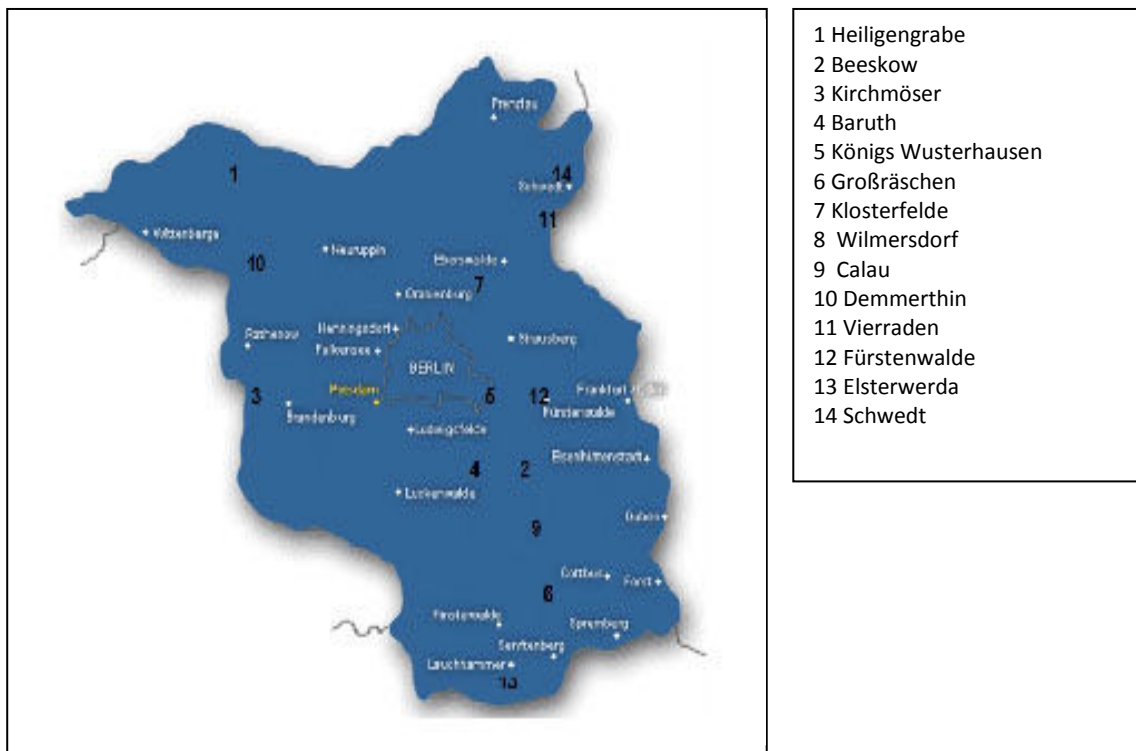 Prenzlau
1
14
Schwedt
11
Wittenberge
Neuruppin
10
Eberswalde
7
Oranienburg
Hennigsdorf
Rathenow
Strausberg
Falkensee
BERLIN
Potsdam
3
5
12
Frankfurt
Brandenburg
Fürstenwalde
Ludwigsfelde
Eisenhüttenstadt
4
2
Luckenwalde
Guben
9
Cottbus
Forst
6
Spremberg
Senftenberg
Lauchhammer
13
1 Heiligengrabe
2 Beeskow
3 Kirchmöser
4 Baruth
5 Königs Wusterhausen
6 Großräschen
7 Klosterfelde
8 Wilmersdorf
9 Calau
10 Demmerthin
11 Vierraden
12 Fürstenwalde
13 Elsterwerda
14 Schwedt